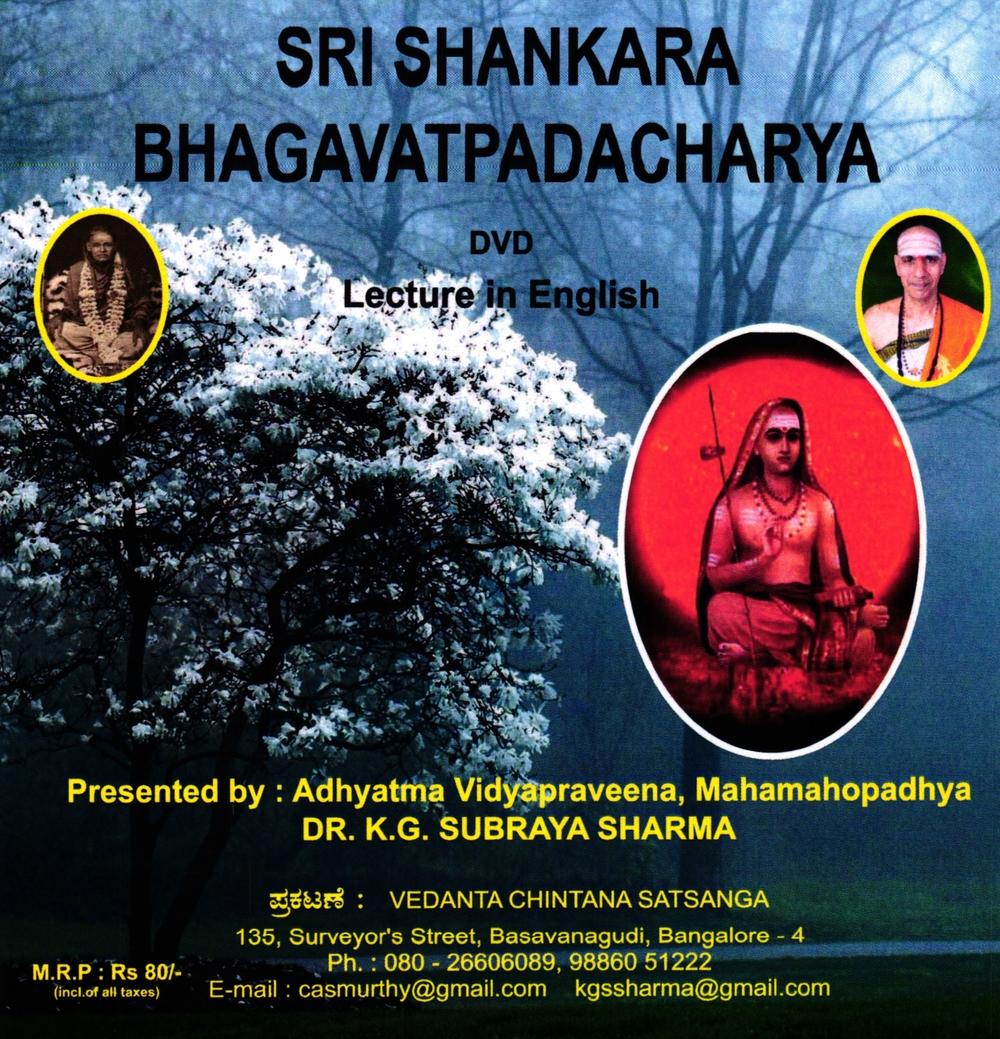 SRI SHANKARA
BHAGAVATPADACHARYA
DVD
Lecture in English
Presented by : Adhyatma Vidyapraveena, Mahamahopadhya
DR. K.G. SUBRAYA SHARMA
ಪ್ರಕಟಣೆ : VEDANTA CHINTANA SATSANGA
135, Surveyor's Street, Basavanagudi, Bangalore - 4
Ph. : 080 - 26606089, 98860 51222
M.R.P : Rs 80/-
(incl.of all taxes)
E-mail : casmurthy@gmail.com kgssharma@gmail.com